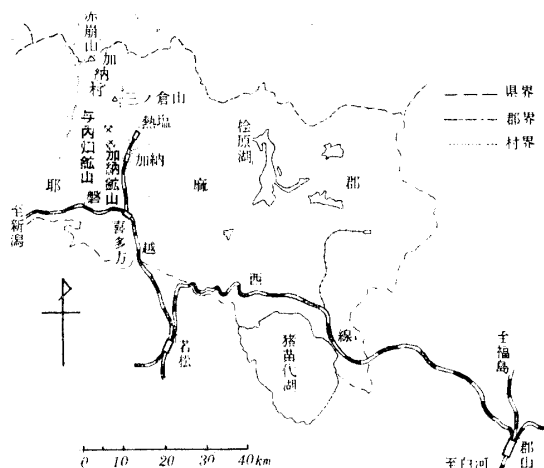 赤崩山
加納村
三ノ倉山
熱塩
加納
与内畑鉱山
加納鉱山
桧原湖
耶
麻
郡
磐
越
西
線
至新潟
喜多方
若松
猪苗代湖
至福島
郡山
至白河
県界
郡界
村界
0 10 20 30 40 km